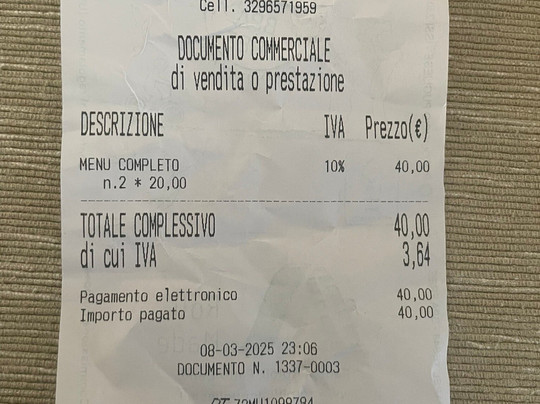 Cell. 3296571959
DOCUMENTO COMMERCIALE
di vendita o prestazione
DESCRIZIONE IVA Prezzo(€)
MENU COMPLETO 10% 40,00
n.2 * 20,00
TOTALE COMPLESSIVO 40,00
di cui IVA 3,64
Pagamento elettronico 40,00
Importo pagato 40,00
08-03-2025 23:06
DOCUMENTO N. 1337-0003